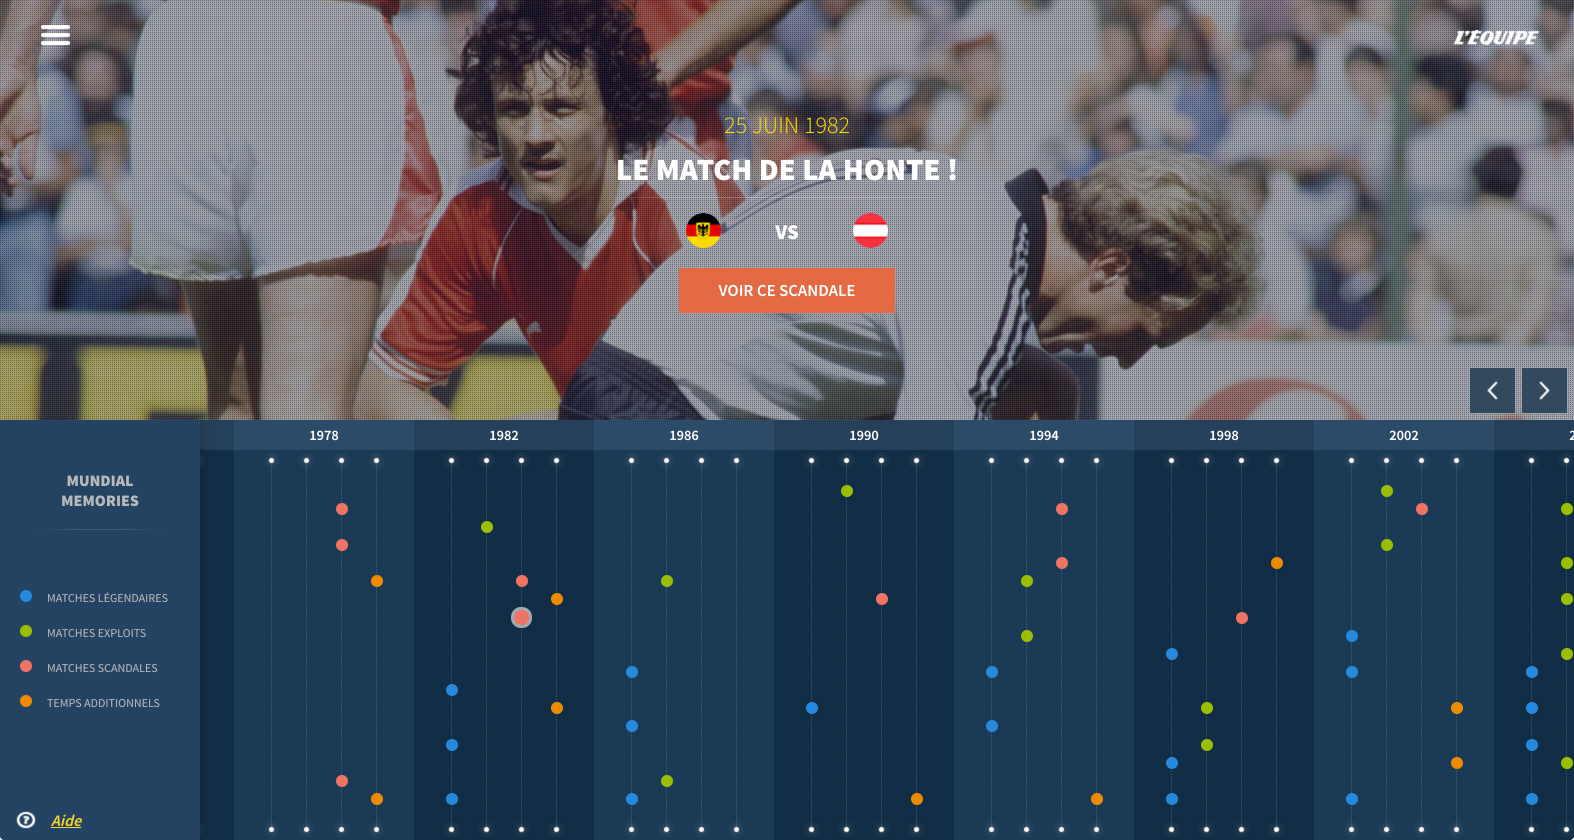 L'ÉQUIPE
25 JUIN 1982
LE MATCH DE LA HONTE !
VS
VOIR CE SCANDALE
1978 1982 1986 1990 1994 1998 2002
MUNDIAL
MEMORIES
MATCHES LÉGENDAIRES
MATCHES EXPLOITS
MATCHES SCANDALES
TEMPS ADDITIONNELS
? Aide